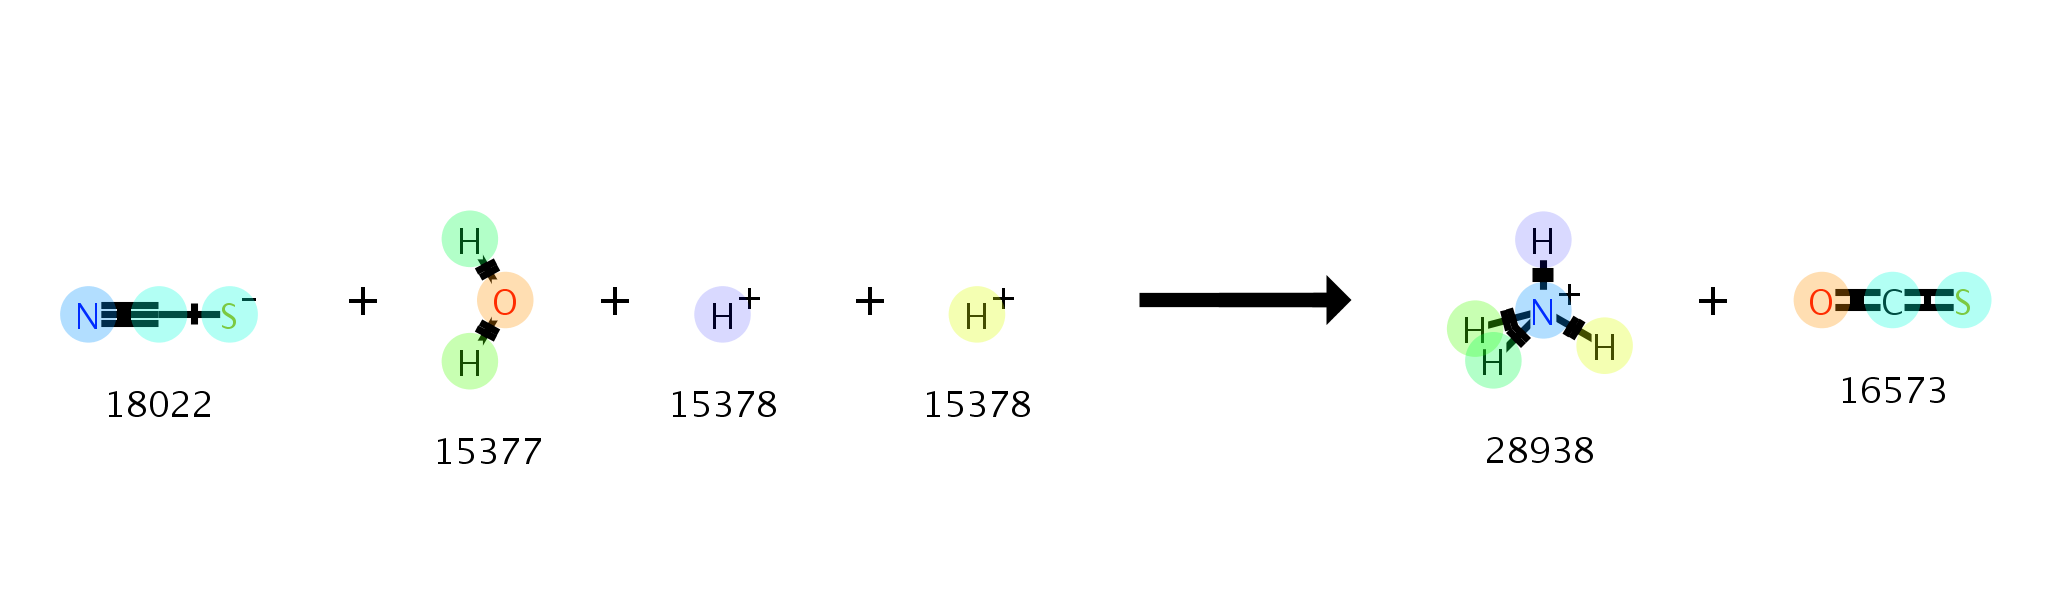 N S −
+
H
O
H
+
H +
+
H +
H
N +
H
H
H
+
O C S
18022
15377
15378
15378
28938
16573